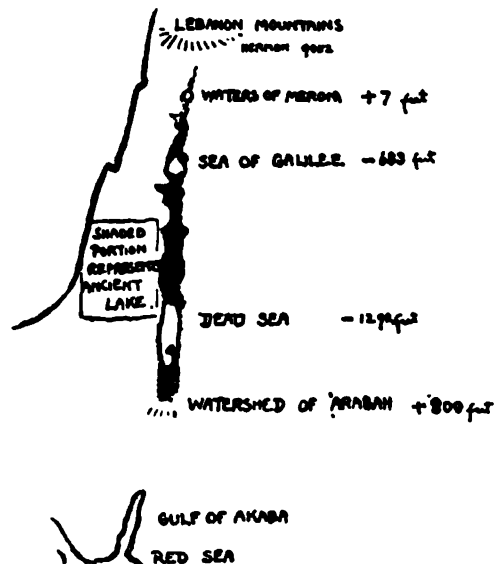 LEBANON MOUNTAINS
HERMON 9052
WATERS OF MEROM +7 feet
SEA OF GALILEE -683 feet
SHADED
PORTION
REPRESENTS
ANCIENT
LAKE.
DEAD SEA -1292 feet
WATERSHED OF 'ARABAH +800 feet
GULF OF AKABA
RED SEA